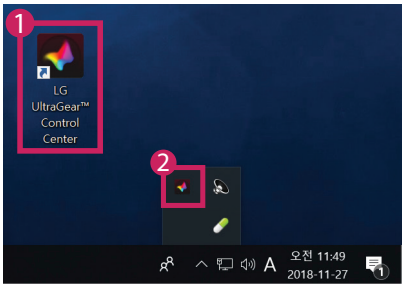 1
LG
UltraGear™
Control
Center
2
A
오전 11:49
2018-11-27
1